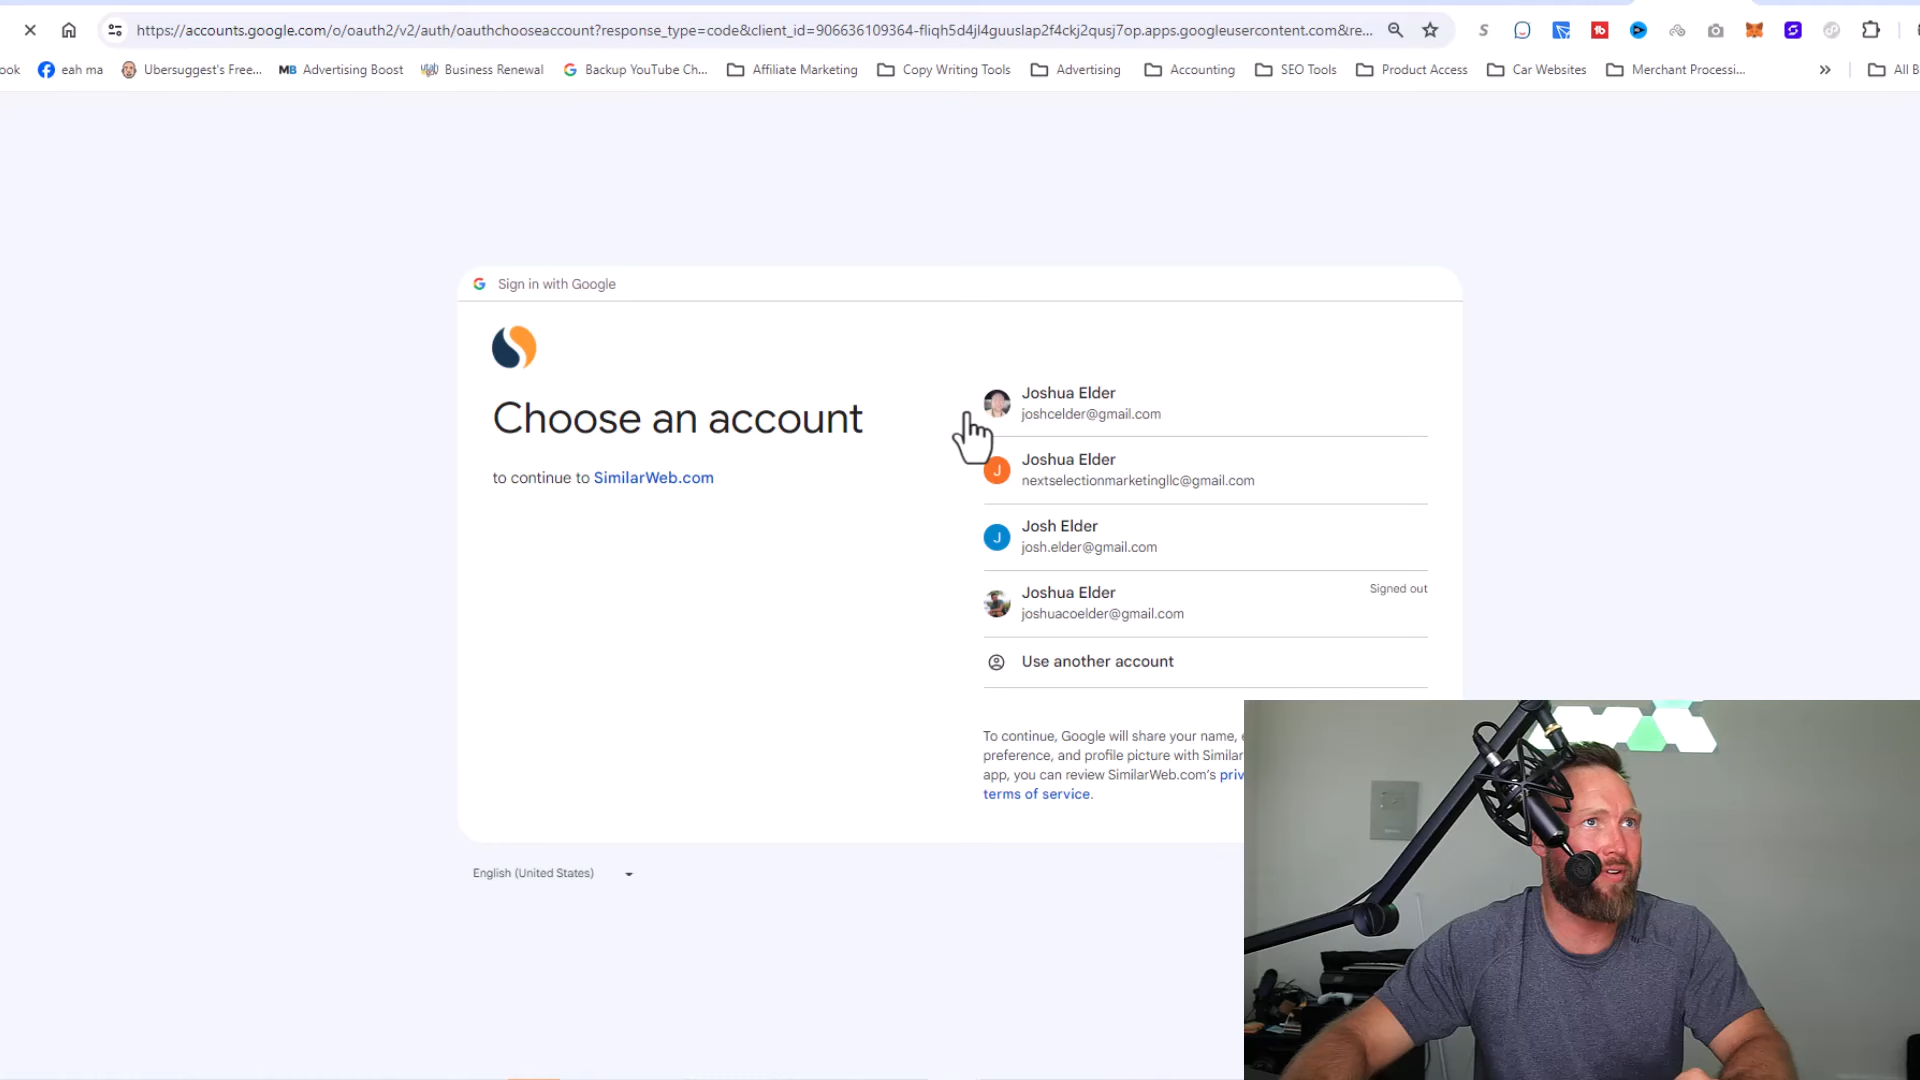 https://accounts.google.com/o/oauth2/v2/auth/oauthchooseaccount?response_type=code&client_id=906636109364-fliqh5d4jl4guuslap2f4ckj2qusj7op.apps.googleusercontent.com&re...
ook
eah ma
Ubersuggest's Free...
MB Advertising Boost
Business Renewal
Backup YouTube Ch...
Affiliate Marketing
Copy Writing Tools
Advertising
Accounting
SEO Tools
Product Access
Car Websites
Merchant Processi...
»
All B
Sign in with Google
Choose an account
to continue to SimilarWeb.com
Joshua Elder
joshcelder@gmail.com
J
Joshua Elder
nextselectionmarketingllc@gmail.com
J
Josh Elder
josh.elder@gmail.com
Joshua Elder
joshuacoelder@gmail.com
Signed out
Use another account
To continue, Google will share your name, e
preference, and profile picture with Similar
app, you can review SimilarWeb.com's priv
terms of service.
English (United States)